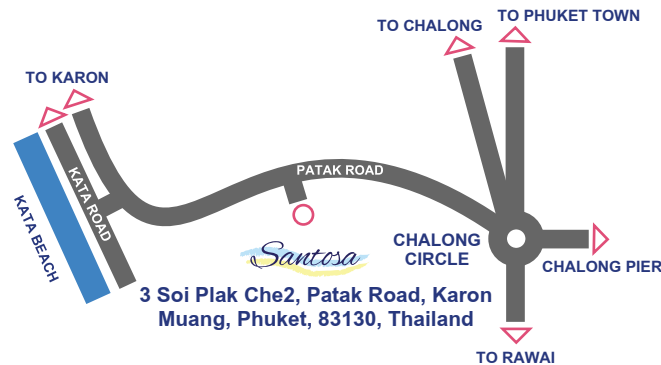 TO PHUKET TOWN
TO CHALONG
TO KARON
PATAK ROAD
KATA ROAD
KATA BEACH
CHALONG
CIRCLE
Santosa
CHALONG PIER
3 Soi Plak Che2, Patak Road, Karon
Muang, Phuket, 83130, Thailand
TO RAWAI